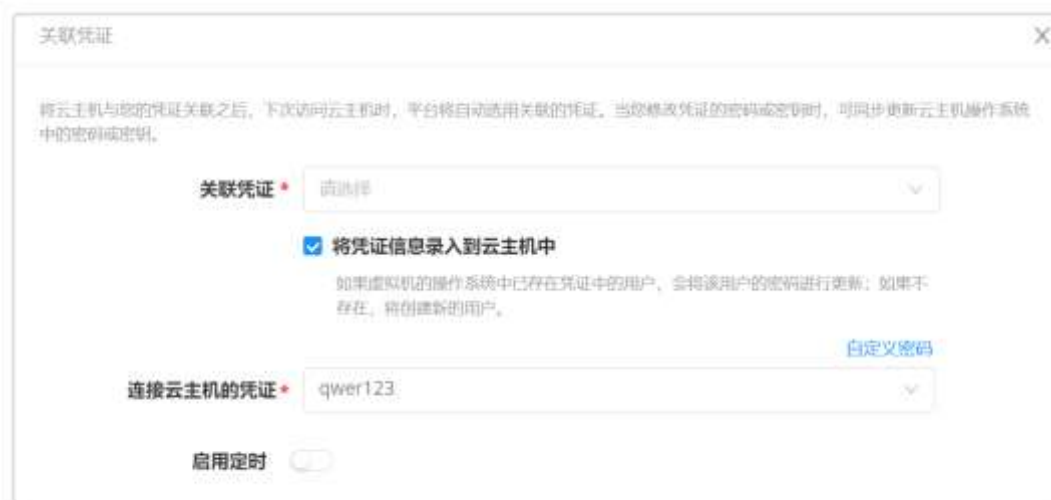 关联凭证
将云主机与您的凭证关联之后，下次访问云主机时，平台将自动选用关联的凭证。当您修改凭证的密码或密钥时，可同步更新云主机操作系统
中的密码或密钥。
关联凭证 *
请选择
将凭证信息录入到云主机中
如果虚拟机的操作系统中已存在凭证中的用户，会将该用户的密码进行更新；如果不
存在，将创建新的用户。
自定义密码
连接云主机的凭证 *
qwer123
启用定时